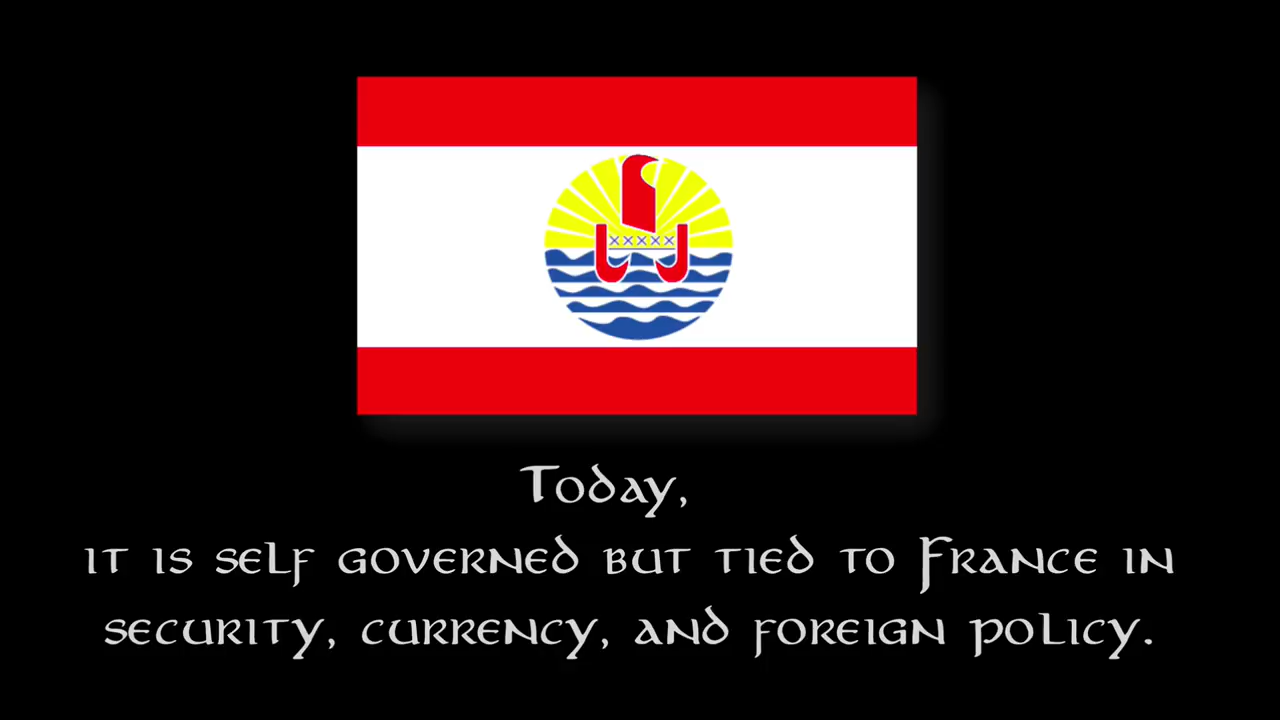 Today,
it is self governed but tied to France in
security, currency, and foreign policy.